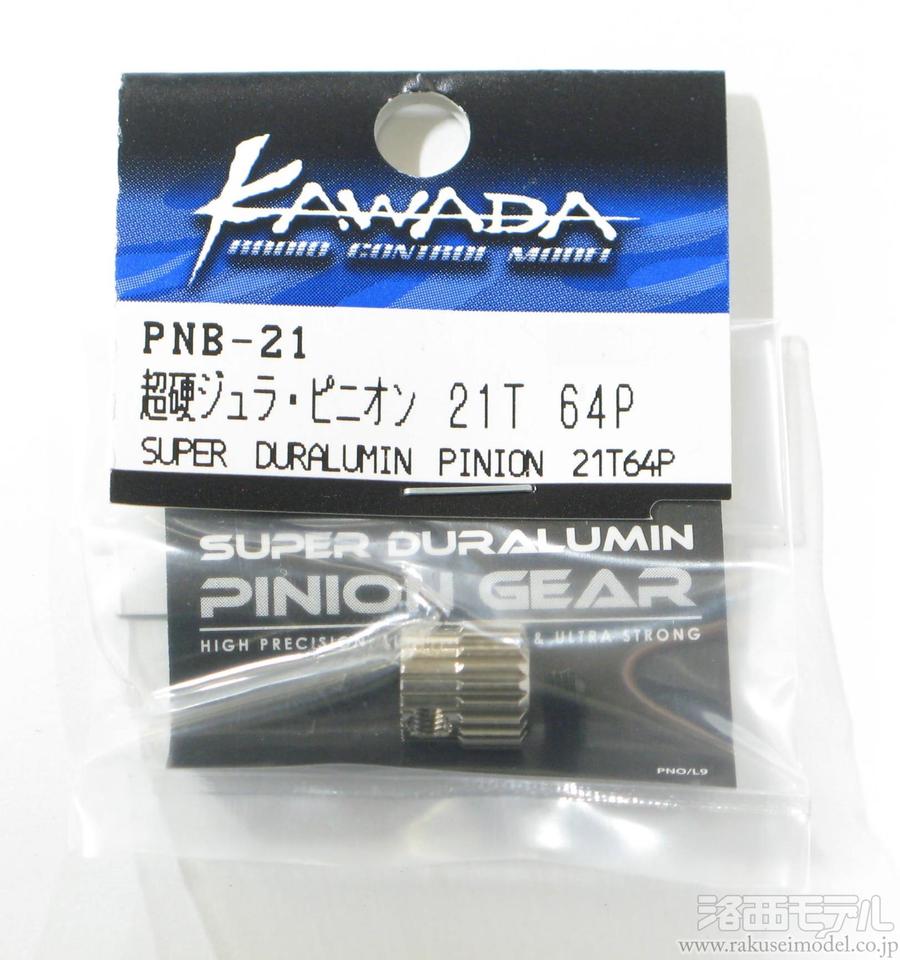 KAWADA
RADIO CONTROL MODEL
PNB-21
超硬ジュラ・ピニオン 21T 64P
SUPER DURALUMIN PINION 21T64P
SUPER DURALUMIN
PINION GEAR
HIGH PRECISION, & ULTRA STRONG
PNO/L9
洛西モデル
www.rakuseimodel.co.jp